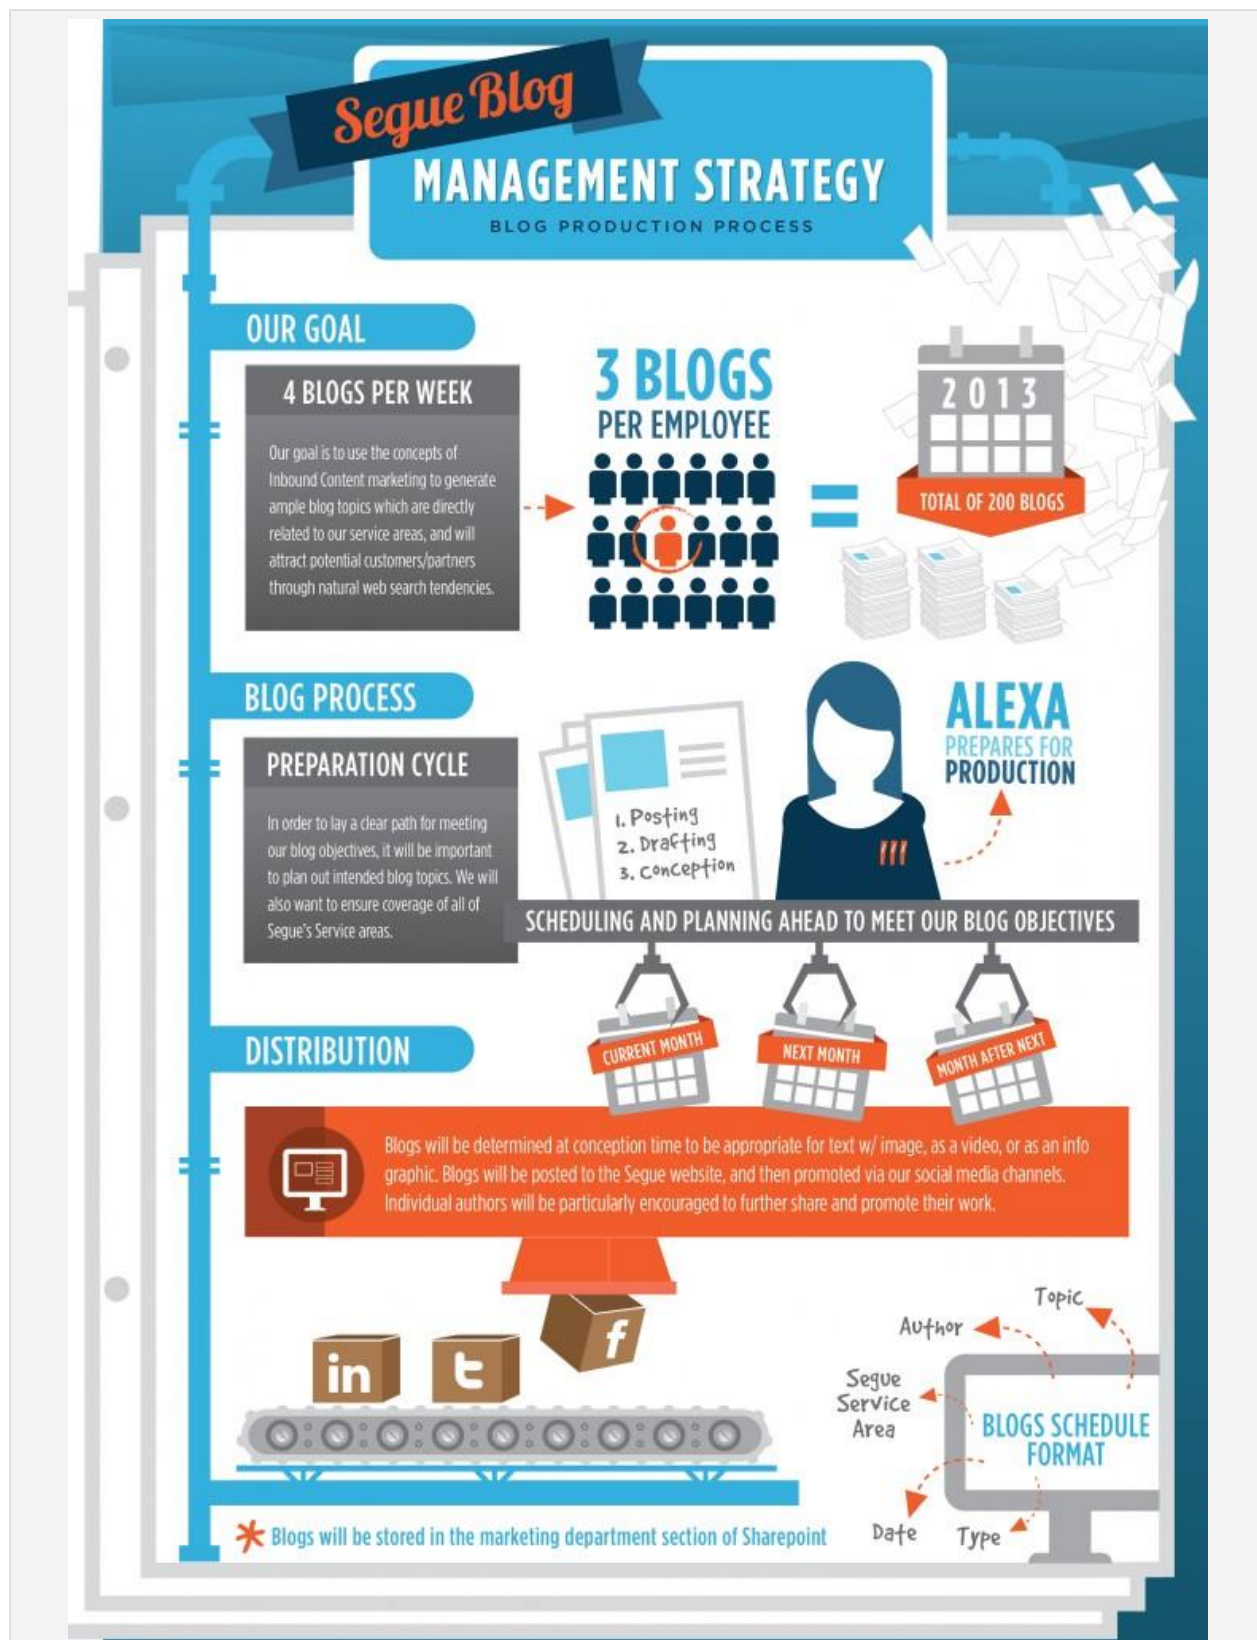 Segue Blog
MANAGEMENT STRATEGY
BLOG PRODUCTION PROCESS
OUR GOAL
4 BLOGS PER WEEK
Our goal is to use the concepts of
Inbound Content marketing to generate
ample blog topics which are directly
related to our service areas, and will
attract potential customers/partners
through natural web search tendencies.
3 BLOGS
PER EMPLOYEE
2013
TOTAL OF 200 BLOGS
BLOG PROCESS
PREPARATION CYCLE
In order to lay a clear path for meeting
our blog objectives, it will be important
to plan out intended blog topics. We will
also want to ensure coverage of all of
Segue's Service areas.
1. Posting
2. Drafting
3. Conception
ALEXA
PREPARES FOR
PRODUCTION
SCHEDULING AND PLANNING AHEAD TO MEET OUR BLOG OBJECTIVES
CURRENT MONTH
NEXT MONTH
MONTH AFTER NEXT
DISTRIBUTION
Blogs will be determined at conception time to be appropriate for text w/ image, as a video, or as an info
graphic. Blogs will be posted to the Segue website, and then promoted via our social media channels.
Individual authors will be particularly encouraged to further share and promote their work.
in
t
f
Topic
Author
Segue
Service
Area
BLOGS SCHEDULE
FORMAT
Date
Type
* Blogs will be stored in the marketing department section of Sharepoint